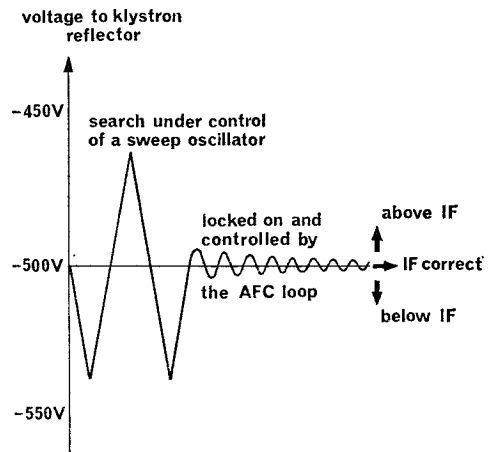 voltage to klystron
reflector
-450V
search under control
of a sweep oscillator
locked on and
controlled by
above IF
-500V
IF correct
the AFC loop
below IF
-550V